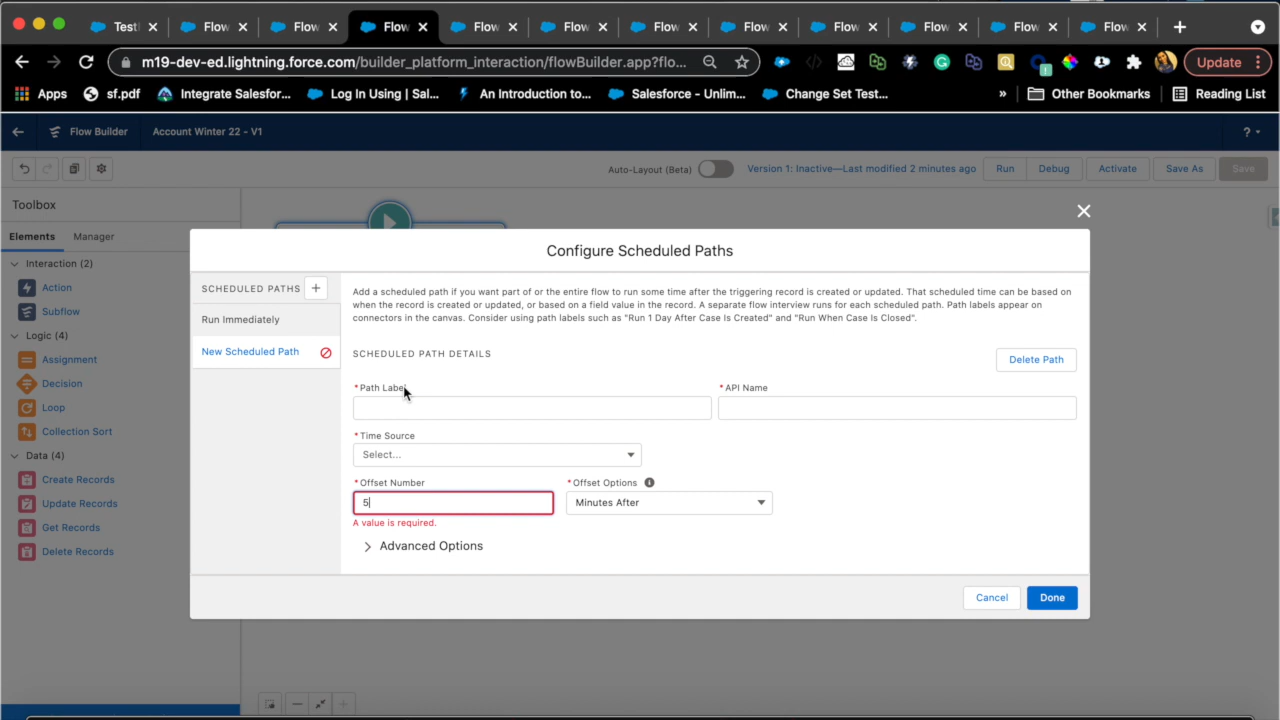 Testi
Flow
Flow
Flow
Flow
Flow
Flow
Flow
Flow
Flow
Flow
Flow
m19-dev-ed.lightning.force.com/builder_platform_interaction/flowBuilder.app?flo...
Update
Apps
sf.pdf
Integrate Salesfor...
Log In Using | Sal...
An Introduction to...
Salesforce - Unlim...
Change Set Test...
»
Other Bookmarks
Reading List
Flow Builder
Account Winter 22 - V1
?
Auto-Layout (Beta)
Version 1: Inactive—Last modified 2 minutes ago
Run
Debug
Activate
Save As
Save
Toolbox
Elements
Manager
Interaction (2)
Action
Subflow
Logic (4)
Assignment
Decision
Loop
Collection Sort
Data (4)
Create Records
Update Records
Get Records
Delete Records
Configure Scheduled Paths
SCHEDULED PATHS
Run Immediately
New Scheduled Path
Add a scheduled path if you want part of or the entire flow to run some time after the triggering record is created or updated. That scheduled time can be based on
when the record is created or updated, or based on a field value in the record. A separate flow interview runs for each scheduled path. Path labels appear on
connectors in the canvas. Consider using path labels such as "Run 1 Day After Case Is Created" and "Run When Case Is Closed".
SCHEDULED PATH DETAILS
Delete Path
* Path Label
* API Name
* Time Source
Select...
* Offset Number
* Offset Options
5
Minutes After
A value is required.
Advanced Options
Cancel
Done